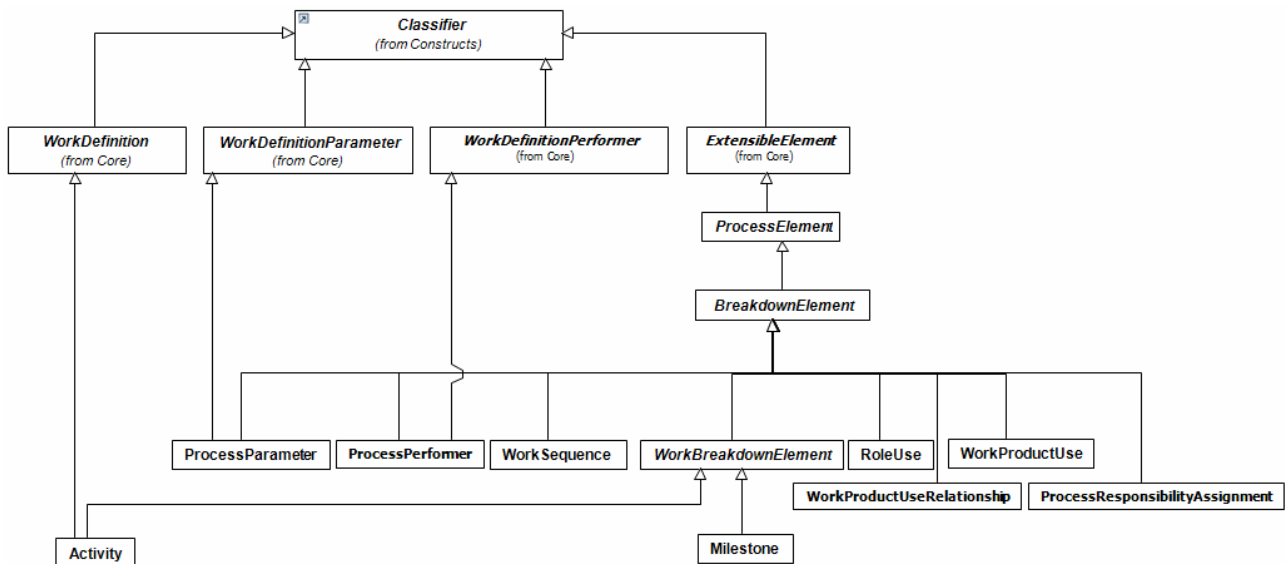 Classifier
(from Constructs)
WorkDefinition
(from Core)
WorkDefinitionParameter
(from Core)
WorkDefinitionPerformer
(from Core)
ExtensibleElement
(from Core)
ProcessElement
BreakdownElement
ProcessParameter
ProcessPerformer
WorkSequence
WorkBreakdownElement
RoleUse
WorkProductUse
WorkProductUseRelationship
ProcessResponsibilityAssignment
Activity
Milestone